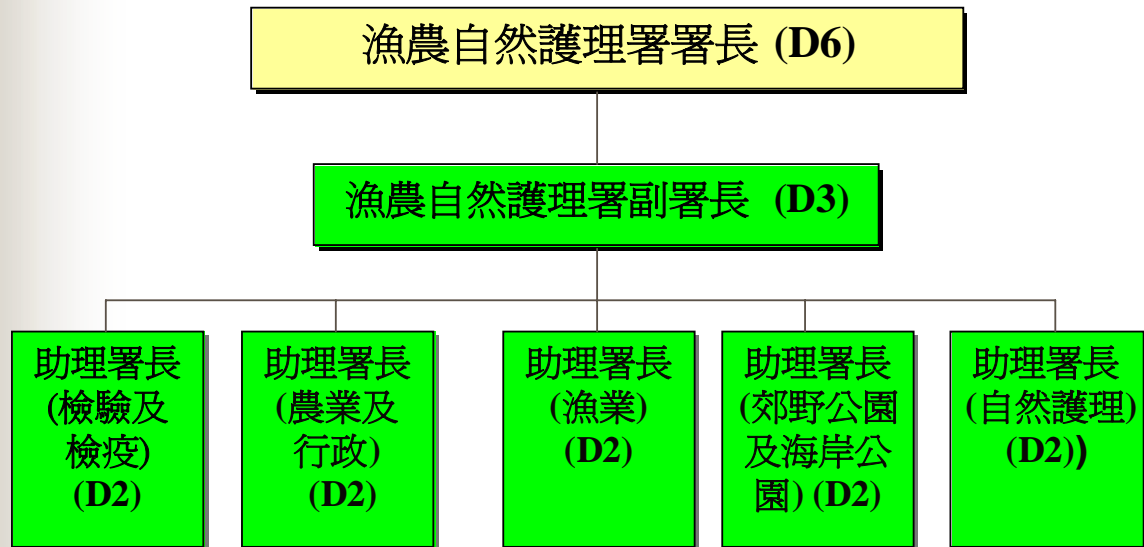 漁農自然護理署署長 (D6)
漁農自然護理署副署長 (D3)
助理署長
(檢驗及
檢疫)
(D2)
助理署長
(農業及
行政)
(D2)
助理署長
(漁業)
(D2)
助理署長
(郊野公園
及海岸公
園) (D2)
助理署長
(自然護理)
(D2))